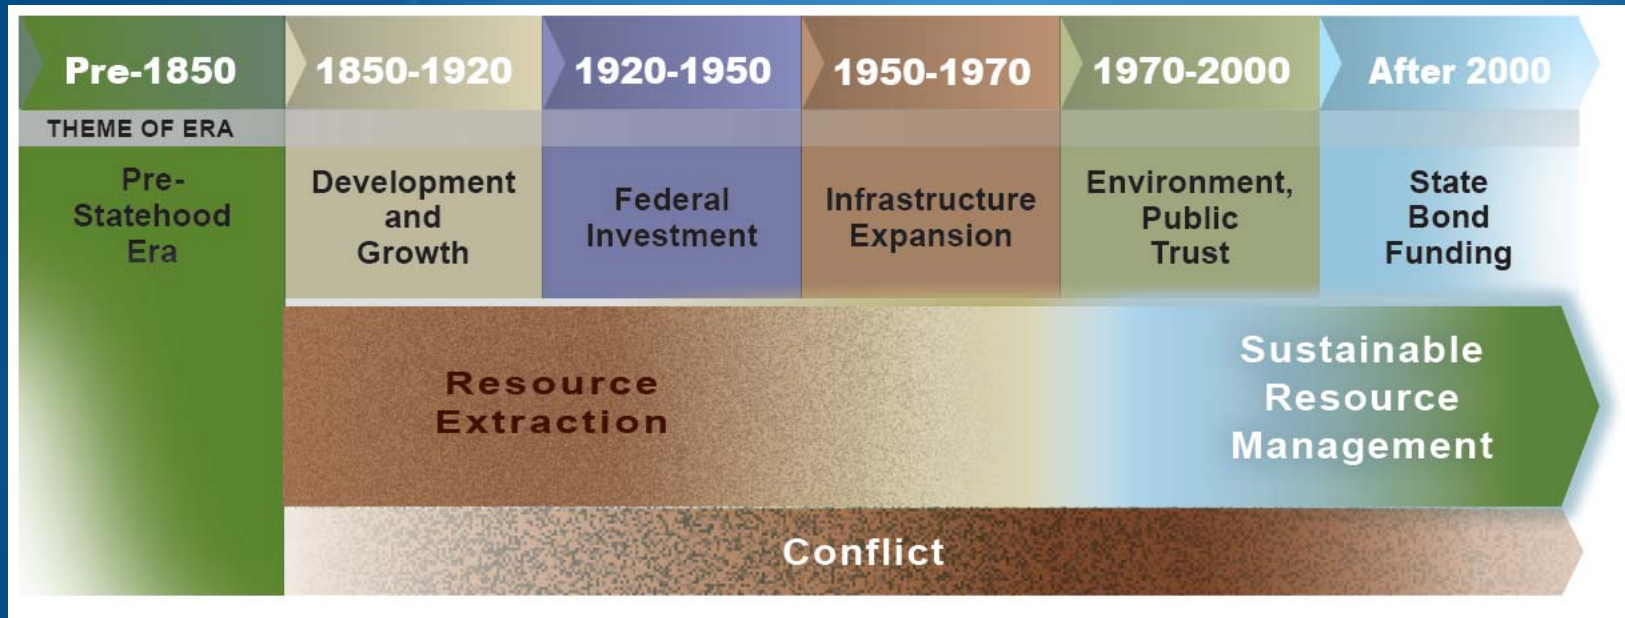 Pre-1850
1850-1920
1920-1950
1950-1970
1970-2000
After 2000
THEME OF ERA
Pre-
Statehood
Era
Development
and
Growth
Federal
Investment
Infrastructure
Expansion
Environment,
Public
Trust
State
Bond
Funding
Resource
Extraction
Sustainable
Resource
Management
Conflict